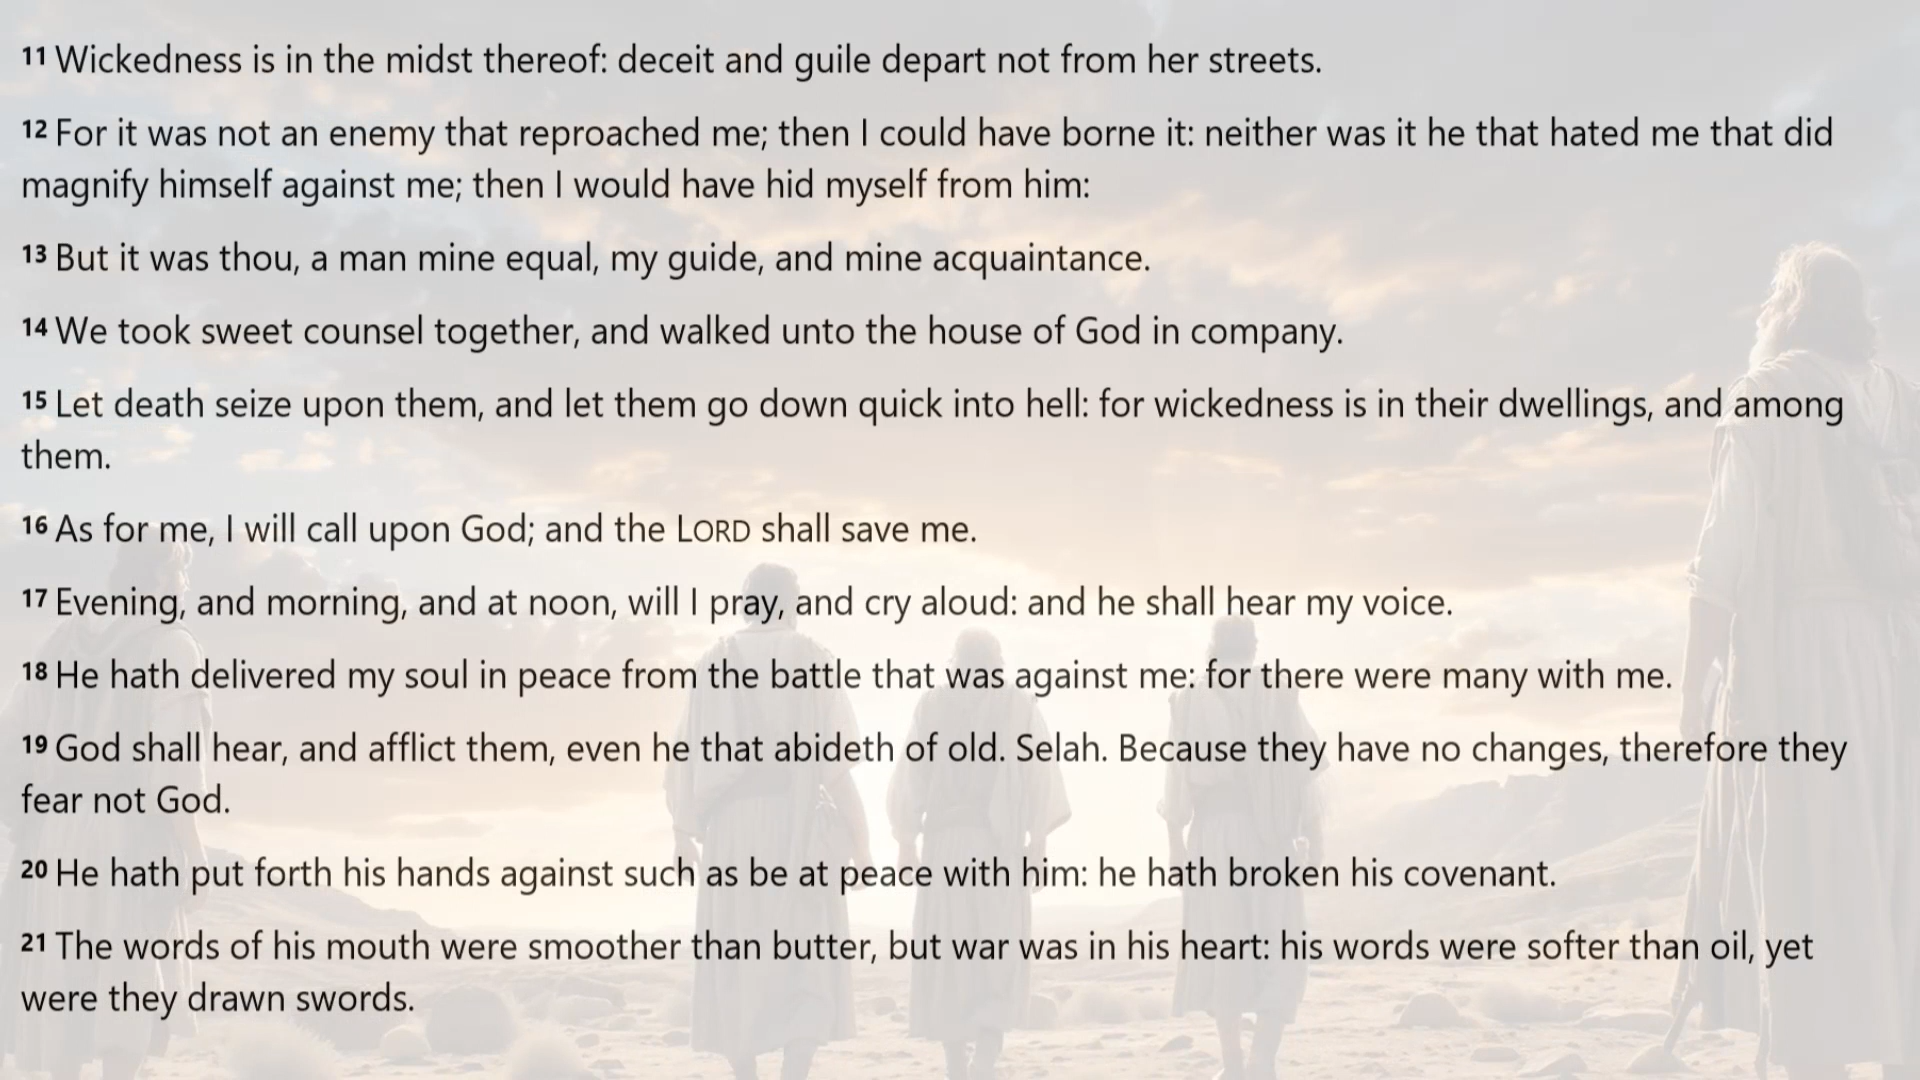 11 Wickedness is in the midst thereof: deceit and guile depart not from her streets.
12 For it was not an enemy that reproached me; then I could have borne it: neither was it he that hated me that did
magnify himself against me; then I would have hid myself from him:
13 But it was thou, a man mine equal, my guide, and mine acquaintance.
14 We took sweet counsel together, and walked unto the house of God in company.
15 Let death seize upon them, and let them go down quick into hell: for wickedness is in their dwellings, and among
them.
16 As for me, I will call upon God; and the LORD shall save me.
17 Evening, and morning, and at noon, will I pray, and cry aloud: and he shall hear my voice.
18 He hath delivered my soul in peace from the battle that was against me: for there were many with me.
19 God shall hear, and afflict them, even he that abideth of old. Selah. Because they have no changes, therefore they
fear not God.
20 He hath put forth his hands against such as be at peace with him: he hath broken his covenant.
21 The words of his mouth were smoother than butter, but war was in his heart: his words were softer than oil, yet
were they drawn swords.